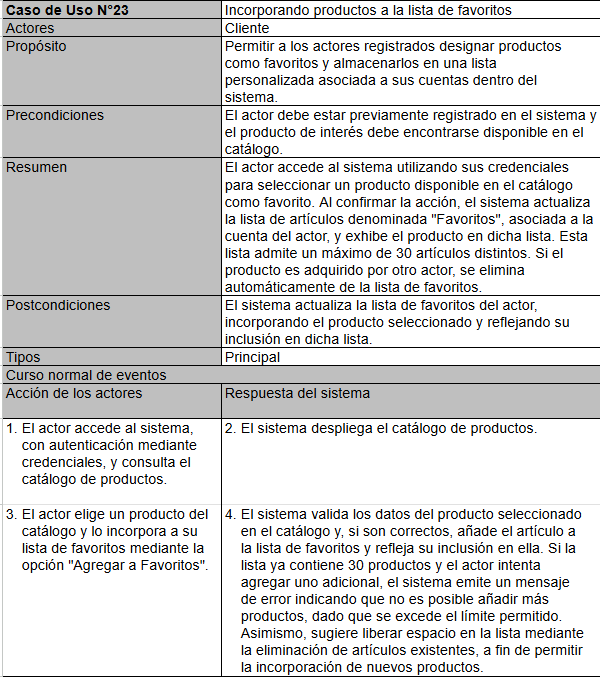 Caso de Uso N°23
Incorporando productos a la lista de favoritos
Actores
Cliente
Propósito
Permitir a los actores registrados designar productos
como favoritos y almacenarlos en una lista
personalizada asociada a sus cuentas dentro del
sistema.
Precondiciones
El actor debe estar previamente registrado en el sistema y
el producto de interés debe encontrarse disponible en el
catálogo.
Resumen
El actor accede al sistema utilizando sus credenciales
para seleccionar un producto disponible en el catálogo
como favorito. Al confirmar la acción, el sistema actualiza
la lista de artículos denominada "Favoritos", asociada a la
cuenta del actor, y exhibe el producto en dicha lista. Esta
lista admite un máximo de 30 artículos distintos. Si el
producto es adquirido por otro actor, se elimina
automáticamente de la lista de favoritos.
Postcondiciones
El sistema actualiza la lista de favoritos del actor,
incorporando el producto seleccionado y reflejando su
inclusión en dicha lista.
Tipos
Principal
Curso normal de eventos
Acción de los actores
Respuesta del sistema
1. El actor accede al sistema,
con autenticación mediante
credenciales, y consulta el
catálogo de productos.
2. El sistema despliega el catálogo de productos.
3. El actor elige un producto del
catálogo y lo incorpora a su
lista de favoritos mediante la
opción "Agregar a Favoritos".
4. El sistema valida los datos del producto seleccionado
en el catálogo y, si son correctos, añade el artículo a
la lista de favoritos y refleja su inclusión en ella. Si la
lista ya contiene 30 productos y el actor intenta
agregar uno adicional, el sistema emite un mensaje
de error indicando que no es posible añadir más
productos, dado que se excede el límite permitido.
Asimismo, sugiere liberar espacio en la lista mediante
la eliminación de artículos existentes, a fin de permitir
la incorporación de nuevos productos.